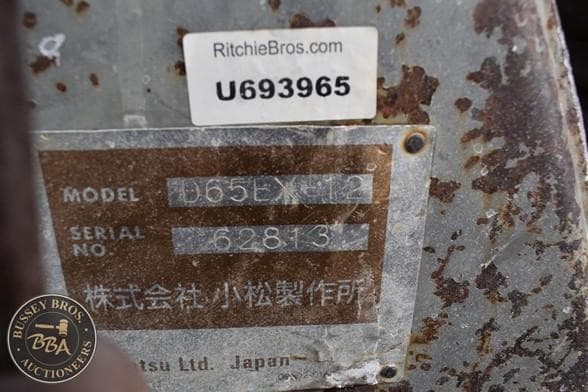 RitchieBros.com
U693965
MODEL D65EX-12
SERIAL NO. 62813
株式会社 小松製作所
tsu Ltd. Japan
BUSSEY BROS.
BBA
AUCTIONEERS